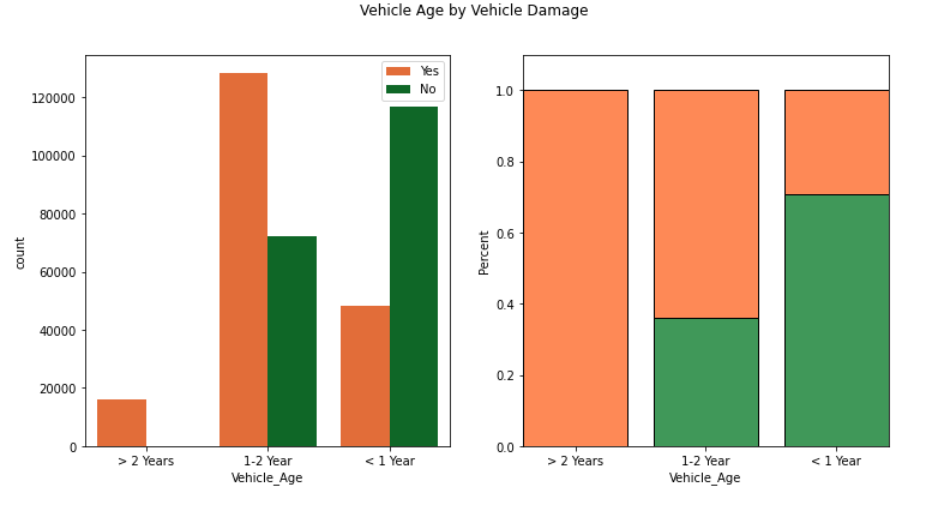 Vehicle Age by Vehicle Damage
Yes
No
120000
100000
80000
60000
40000
20000
0
count
> 2 Years
1-2 Year
< 1 Year
Vehicle_Age
1.0
0.8
0.6
0.4
0.2
0.0
Percent
> 2 Years
1-2 Year
< 1 Year
Vehicle_Age